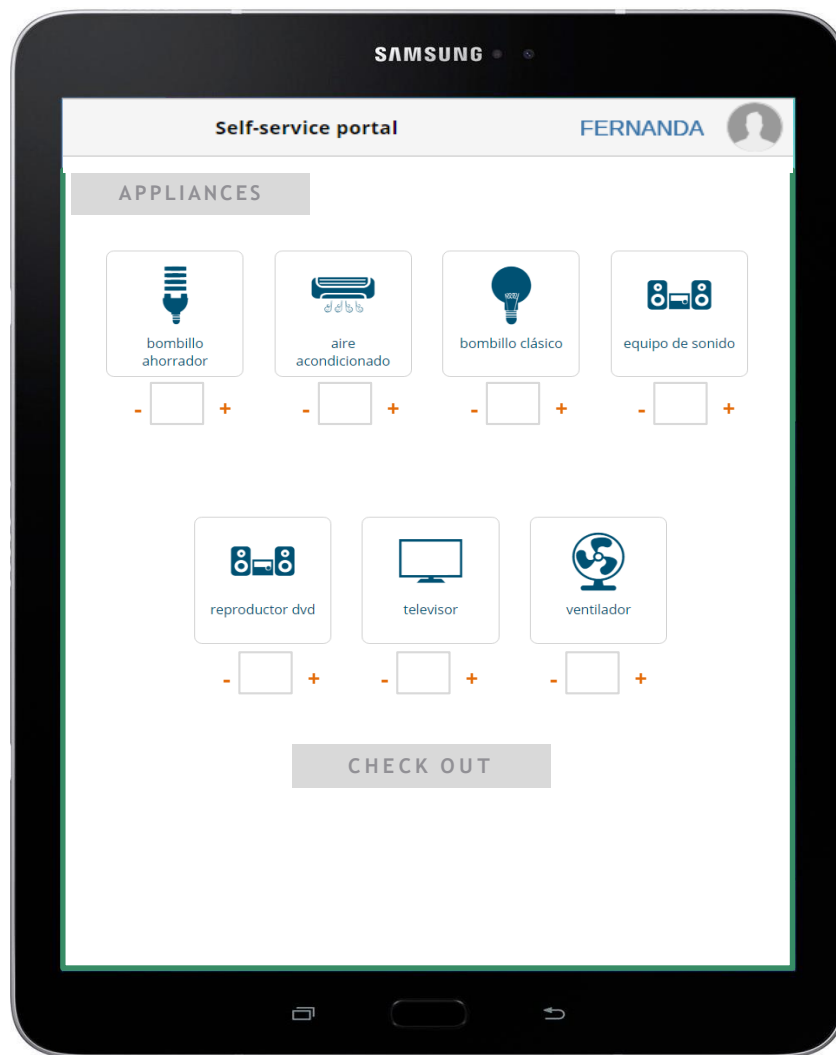 SAMSUNG
Self-service portal
FERNANDA
APPLIANCES
bombillo
ahorrador
aire
acondicionado
bombillo clásico
equipo de sonido
- +
- +
- +
- +
reproductor dvd
televisor
ventilador
- +
- +
- +
CHECK OUT